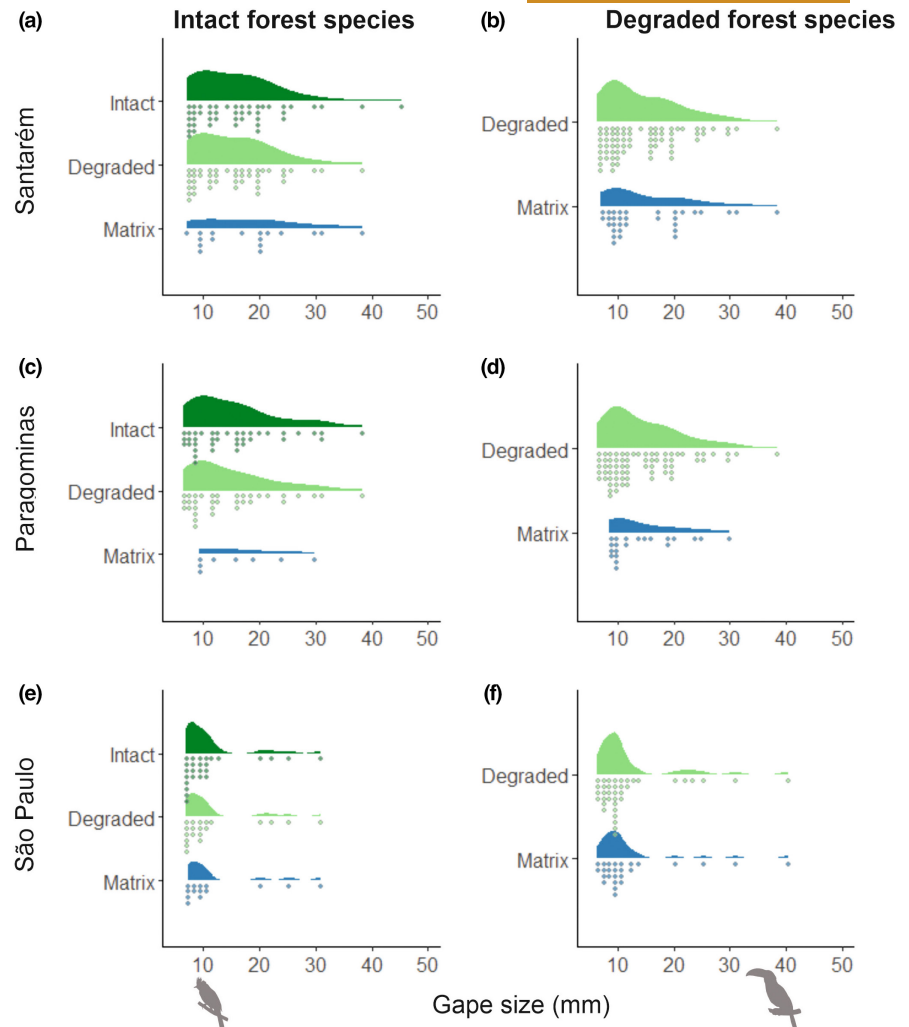 (a) Intact forest species (b) Degraded forest species
Santarém
Intact
Degraded
Matrix
10 20 30 40 50
Degraded
Matrix
10 20 30 40 50
(c) (d)
Paragominas
Intact
Degraded
Matrix
10 20 30 40 50
Degraded
Matrix
10 20 30 40 50
(e) (f)
São Paulo
Intact
Degraded
Matrix
10 20 30 40 50
Degraded
Matrix
10 20 30 40 50
Gape size (mm)